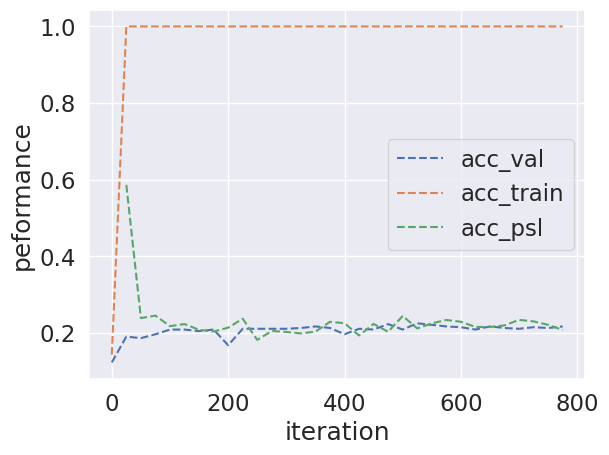 1.0
0.8
0.6
0.4
0.2
peformance
acc_val
acc_train
acc_psl
0 200 400 600 800
iteration